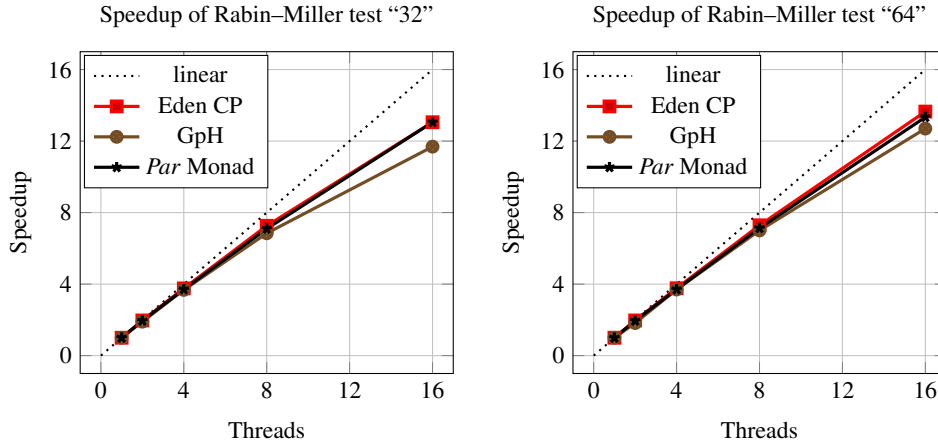 Speedup of Rabin–Miller test “32”
16
12
8
4
0
Speedup
linear
Eden CP
GpH
Par Monad
0 4 8 12 16
Threads
Speedup of Rabin–Miller test “64”
16
12
8
4
0
Speedup
linear
Eden CP
GpH
Par Monad
0 4 8 12 16
Threads